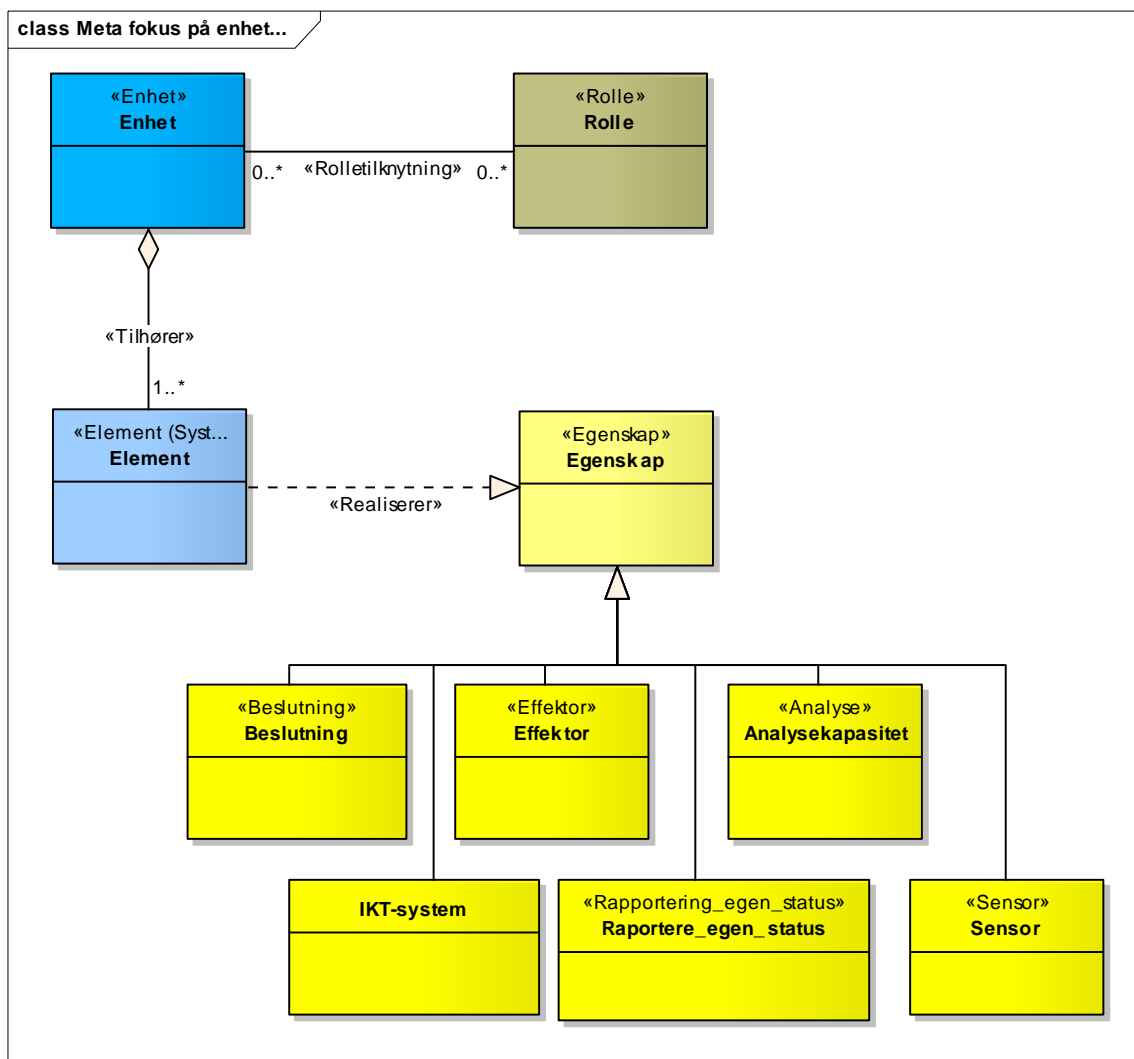 class Meta fokus på enhet...
«Enhet»
Enhet
«Rolle»
Rolle
0..*
«Rolletilknytning»
0..*
«Tilhører»
1..*
«Element (Syst...
Element
«Egenskap»
Egenskap
«Realiserer»
«Beslutning»
Beslutning
«Effektor»
Effektor
«Analyse»
Analysekapasitet
IKT-system
«Rapportering_egen_status»
Raportere_egen_status
«Sensor»
Sensor